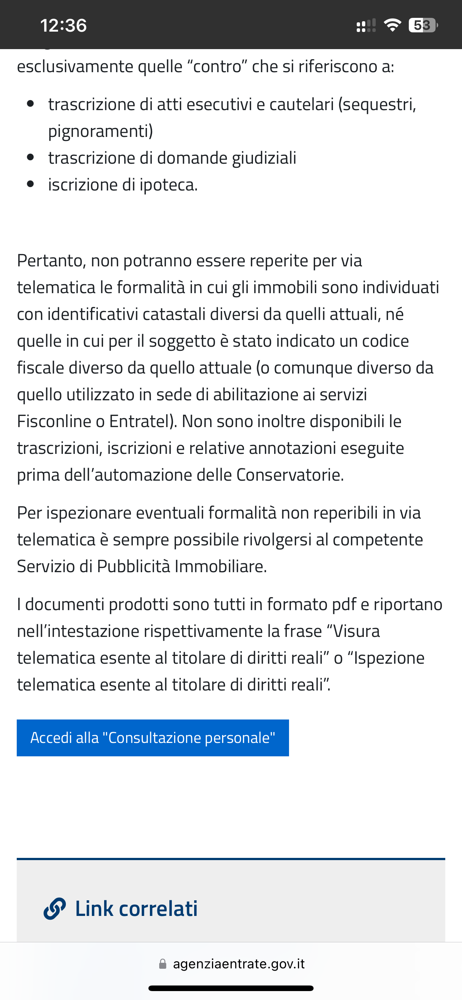 12:36
53
esclusivamente quelle “contro” che si riferiscono a:
• trascrizione di atti esecutivi e cautelari (sequestri,
pignoramenti)
• trascrizione di domande giudiziali
• iscrizione di ipoteca.
Pertanto, non potranno essere reperite per via
telematica le formalità in cui gli immobili sono individuati
con identificativi catastali diversi da quelli attuali, né
quelle in cui per il soggetto è stato indicato un codice
fiscale diverso da quello attuale (o comunque diverso da
quello utilizzato in sede di abilitazione ai servizi
Fisconline o Entratel). Non sono inoltre disponibili le
trascrizioni, iscrizioni e relative annotazioni eseguite
prima dell’automazione delle Conservatorie.
Per ispezionare eventuali formalità non reperibili in via
telematica è sempre possibile rivolgersi al competente
Servizio di Pubblicità Immobiliare.
I documenti prodotti sono tutti in formato pdf e riportano
nell’intestazione rispettivamente la frase “Visura
telematica esente al titolare di diritti reali” o “Ispezione
telematica esente al titolare di diritti reali”.
Accedi alla "Consultazione personale"
Link correlati
agenziaentrate.gov.it